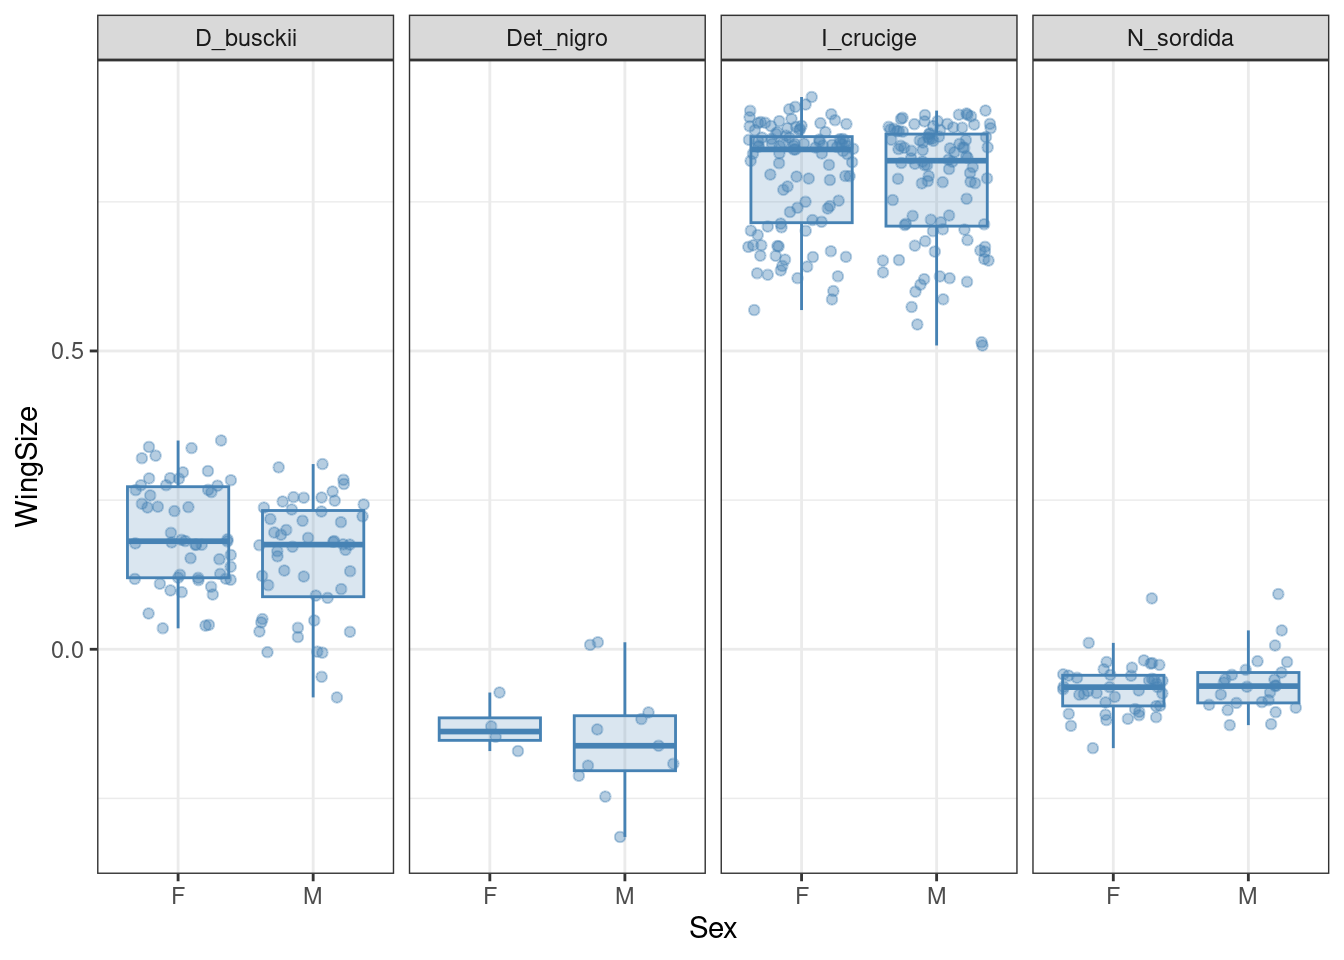 D_busckii
Det_nigro
I_crucige
N_sordida
WingSize
0.5
0.0
F
M
F
M
F
M
F
M
Sex